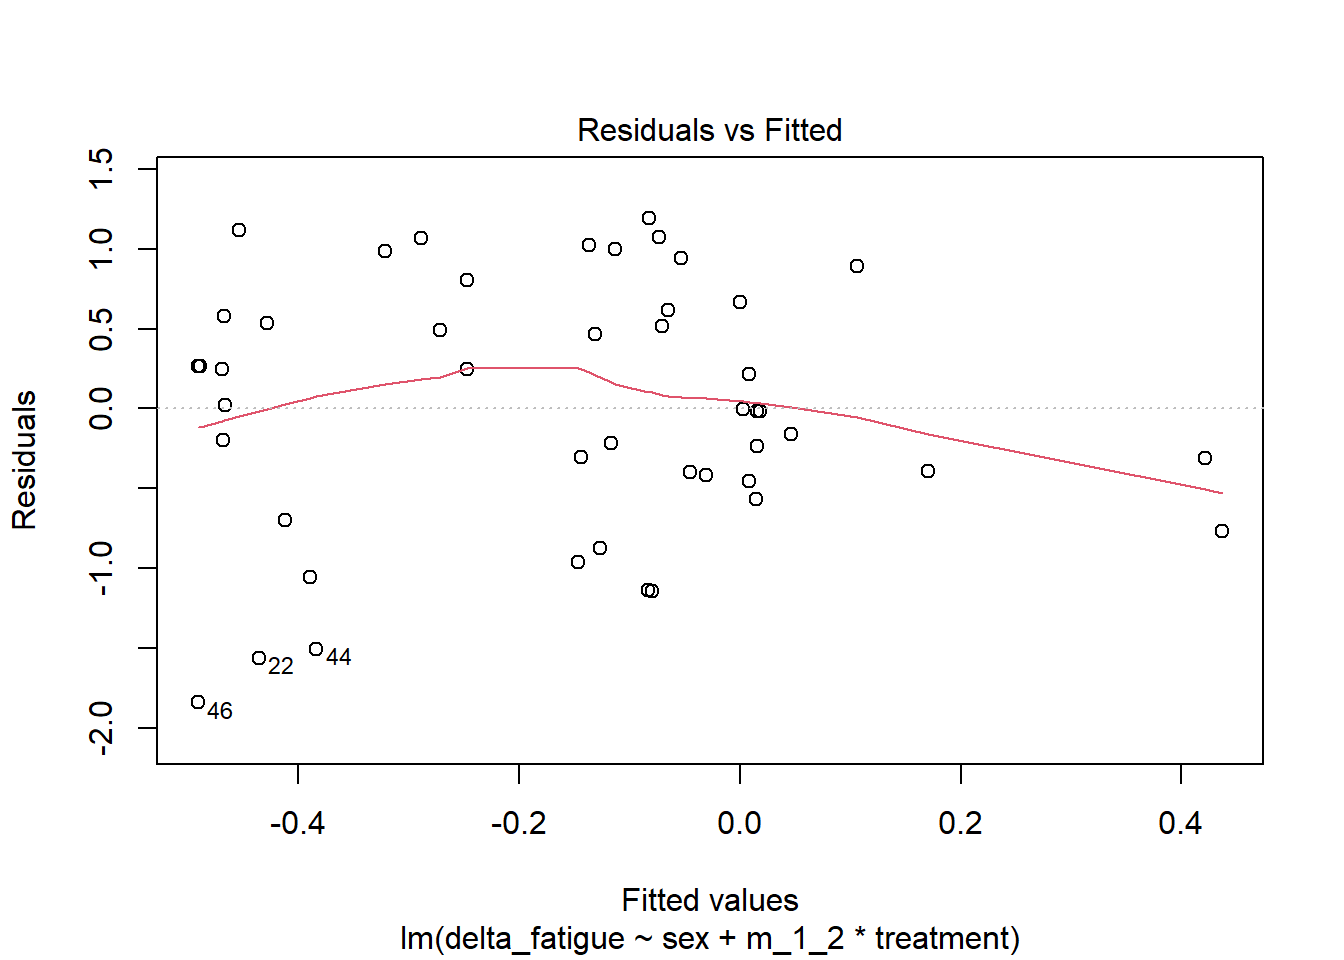 Residuals vs Fitted
Residuals
1.5
1.0
0.5
0.0
-1.0
-2.0
22
44
46
-0.4 -0.2 0.0 0.2 0.4
Fitted values
lm(delta_fatigue ~ sex + m_1_2 * treatment)